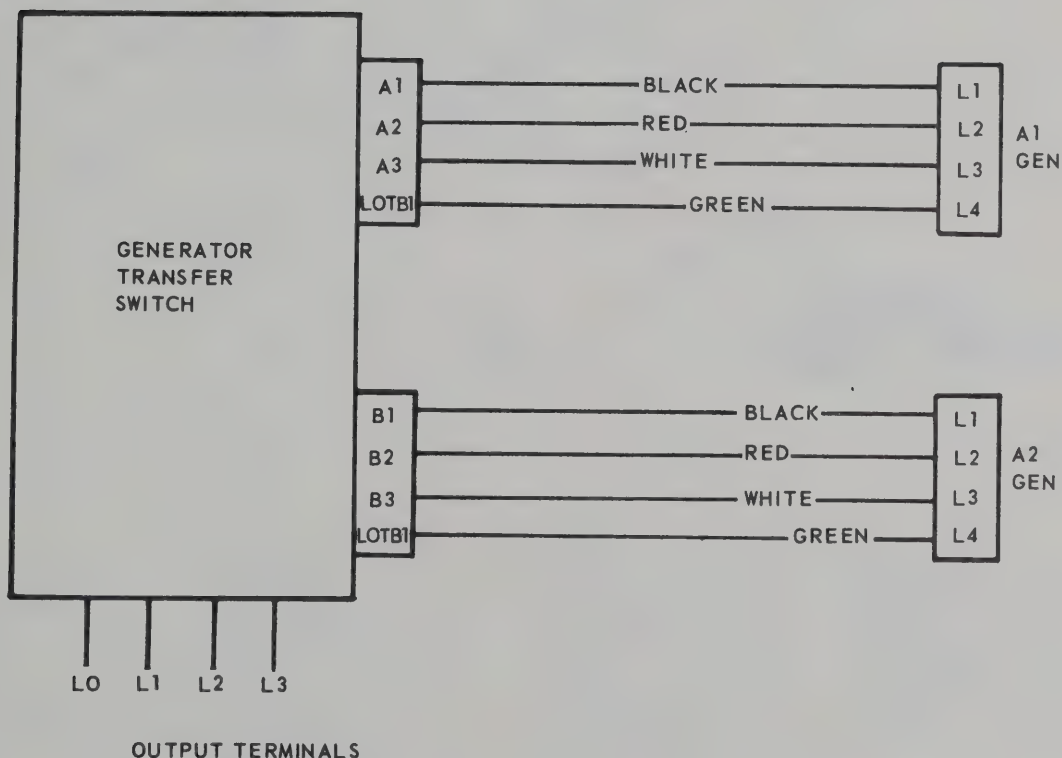 A1
A2
A3
LOTB1
BLACK
RED
WHITE
GREEN
L1
L2
L3
L4
A1
GEN
GENERATOR
TRANSFER
SWITCH
B1
B2
B3
LOTB1
BLACK
RED
WHITE
GREEN
L1
L2
L3
L4
A2
GEN
LO L1 L2 L3
OUTPUT TERMINALS